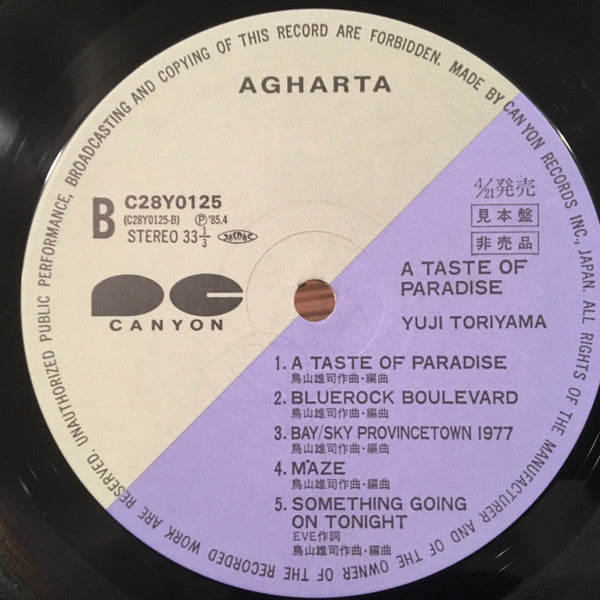 UNAUTHORIZED PUBLIC PERFORMANCE, BROADCASTING AND COPYING OF THIS RECORD ARE FORBIDDEN. MADE BY CANYON RECORDS INC., JAPAN. ALL RIGHTS OF THE MANUFACTURER AND OF THE OWNER OF THE RECORDED WORK ARE RESERVED.
AGHARTA
B
C28Y0125
(C28Y0125-B) Ⓟ'85.4
STEREO 33 1/3 JASRAC
CANYON
4/21発売
見本盤
非売品
A TASTE OF
PARADISE
YUJI TORIYAMA
1. A TASTE OF PARADISE
鳥山雄司作曲・編曲
2. BLUEROCK BOULEVARD
鳥山雄司作曲・編曲
3. BAY/SKY PROVINCETOWN 1977
鳥山雄司作曲・編曲
4. MAZE
鳥山雄司作曲・編曲
5. SOMETHING GOING
ON TONIGHT
EVE作詞
鳥山雄司作曲・編曲